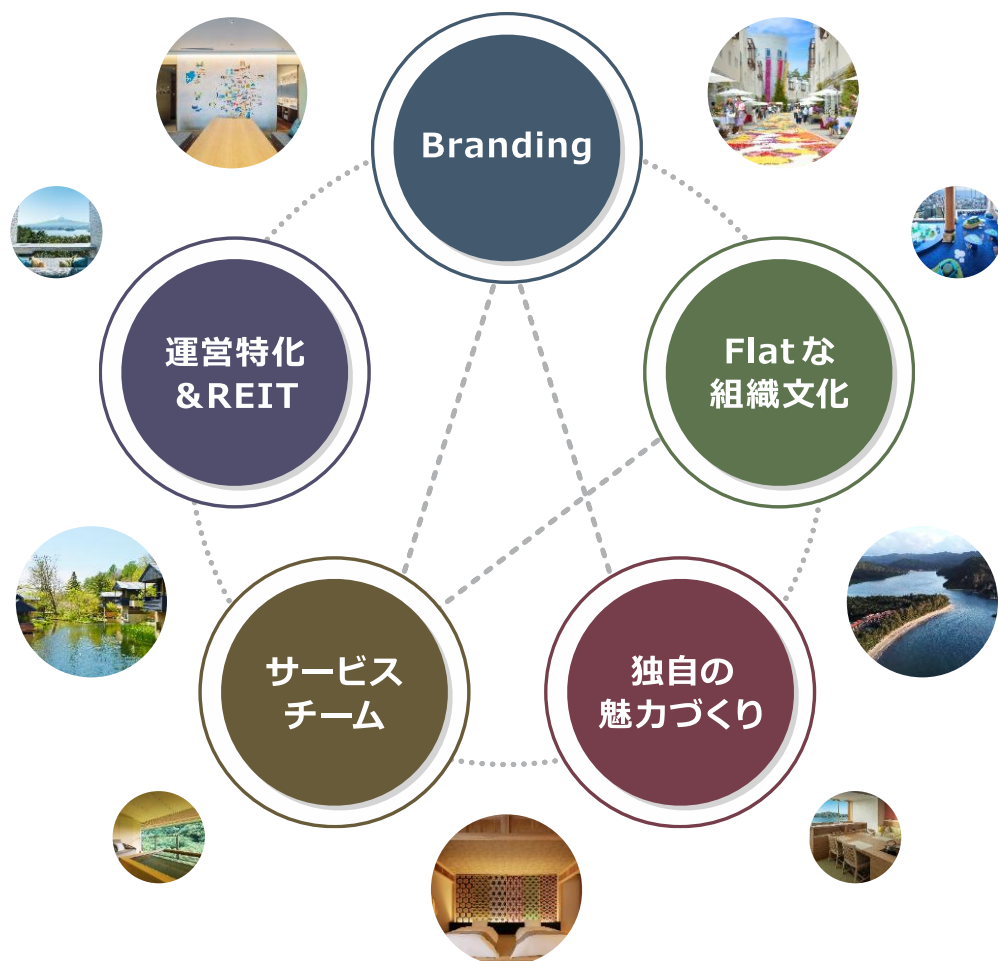 Branding
運営特化
&REIT
Flatな
組織文化
サービス
チーム
独自の
魅力づくり